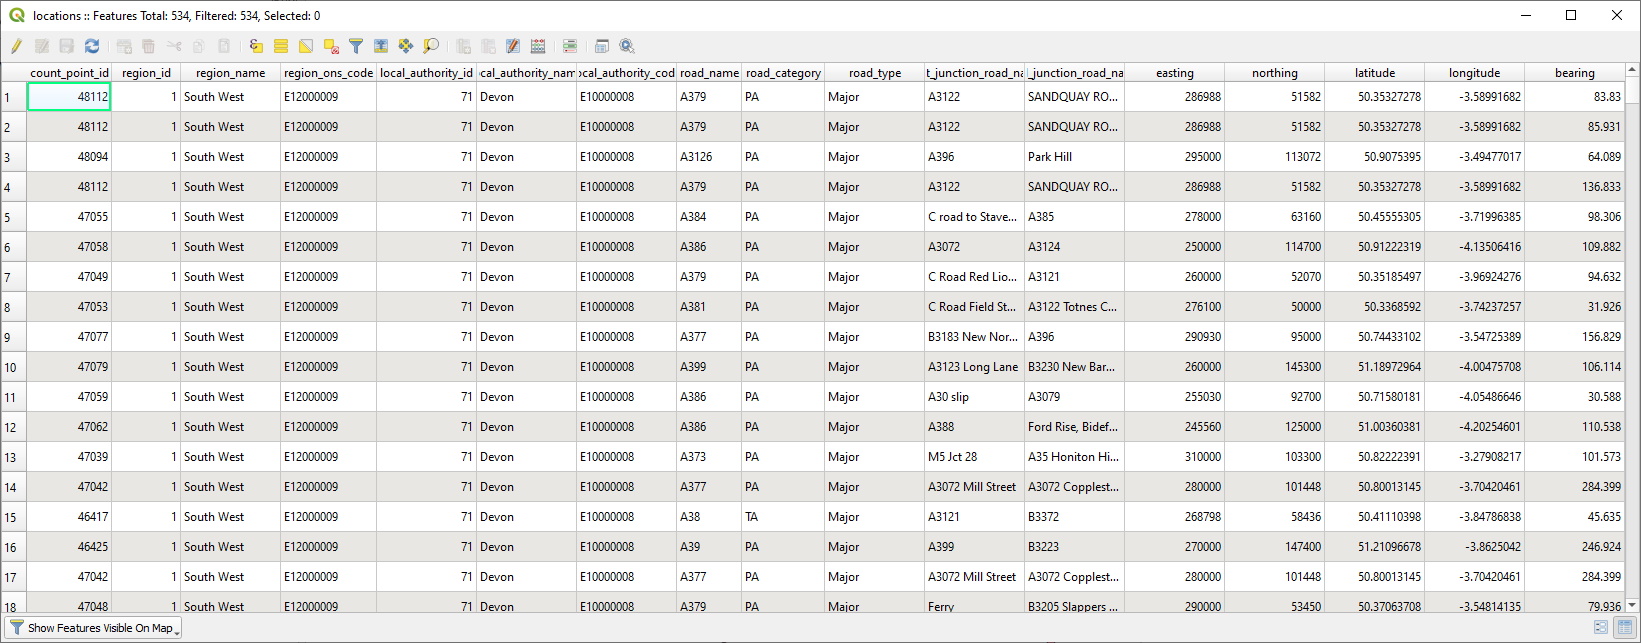 locations :: Features Total: 534, Filtered: 534, Selected: 0
count_point_id region_id region_name region_ons_code local_authority_id ocal_authority_nam ocal_authority_cod road_name road_category road_type t_junction_road_na _junction_road_na easting northing latitude longitude bearing
1 48112 1 South West E12000009 71 Devon E10000008 A379 PA Major A3122 SANDQUAY RO... 286988 51582 50.35327278 -3.58991682 83.83
2 48112 1 South West E12000009 71 Devon E10000008 A379 PA Major A3122 SANDQUAY RO... 286988 51582 50.35327278 -3.58991682 85.931
3 48094 1 South West E12000009 71 Devon E10000008 A3126 PA Major A396 Park Hill 295000 113072 50.9075395 -3.49477017 64.089
4 48112 1 South West E12000009 71 Devon E10000008 A379 PA Major A3122 SANDQUAY RO... 286988 51582 50.35327278 -3.58991682 136.833
5 47055 1 South West E12000009 71 Devon E10000008 A384 PA Major C road to Stave... A385 278000 63160 50.45555305 -3.71996385 98.306
6 47058 1 South West E12000009 71 Devon E10000008 A386 PA Major A3072 A3124 250000 114700 50.91222319 -4.13506416 109.882
7 47049 1 South West E12000009 71 Devon E10000008 A379 PA Major C Road Red Lio... A3121 260000 52070 50.35185497 -3.96924276 94.632
8 47053 1 South West E12000009 71 Devon E10000008 A381 PA Major C Road Field St... A3122 Totnes C... 276100 50000 50.3368592 -3.74237257 31.926
9 47077 1 South West E12000009 71 Devon E10000008 A377 PA Major B3183 New Nor... A396 290930 95000 50.74433102 -3.54725389 156.829
10 47079 1 South West E12000009 71 Devon E10000008 A399 PA Major A3123 Long Lane B3230 New Bar... 260000 145300 51.18972964 -4.00475708 106.114
11 47059 1 South West E12000009 71 Devon E10000008 A386 PA Major A30 slip A3079 255030 92700 50.71580181 -4.05486646 30.588
12 47062 1 South West E12000009 71 Devon E10000008 A386 PA Major A388 Ford Rise, Bidef... 245560 125000 51.00360381 -4.20254601 110.538
13 47039 1 South West E12000009 71 Devon E10000008 A373 PA Major M5 Jct 28 A35 Honiton Hi... 310000 103300 50.82222391 -3.27908217 101.573
14 47042 1 South West E12000009 71 Devon E10000008 A377 PA Major A3072 Mill Street A3072 Copplest... 280000 101448 50.80013145 -3.70420461 284.399
15 46417 1 South West E12000009 71 Devon E10000008 A38 TA Major A3121 B3372 268798 58436 50.41110398 -3.84786838 45.635
16 46425 1 South West E12000009 71 Devon E10000008 A39 PA Major A399 B3223 270000 147400 51.21096678 -3.8625042 246.924
17 47042 1 South West E12000009 71 Devon E10000008 A377 PA Major A3072 Mill Street A3072 Copplest... 280000 101448 50.80013145 -3.70420461 284.399
18 47048 1 South West E12000009 71 Devon E10000008 A379 PA Major Ferry B3205 Slappers ... 290000 53450 50.37063708 -3.54814135 79.936
Show Features Visible On Map